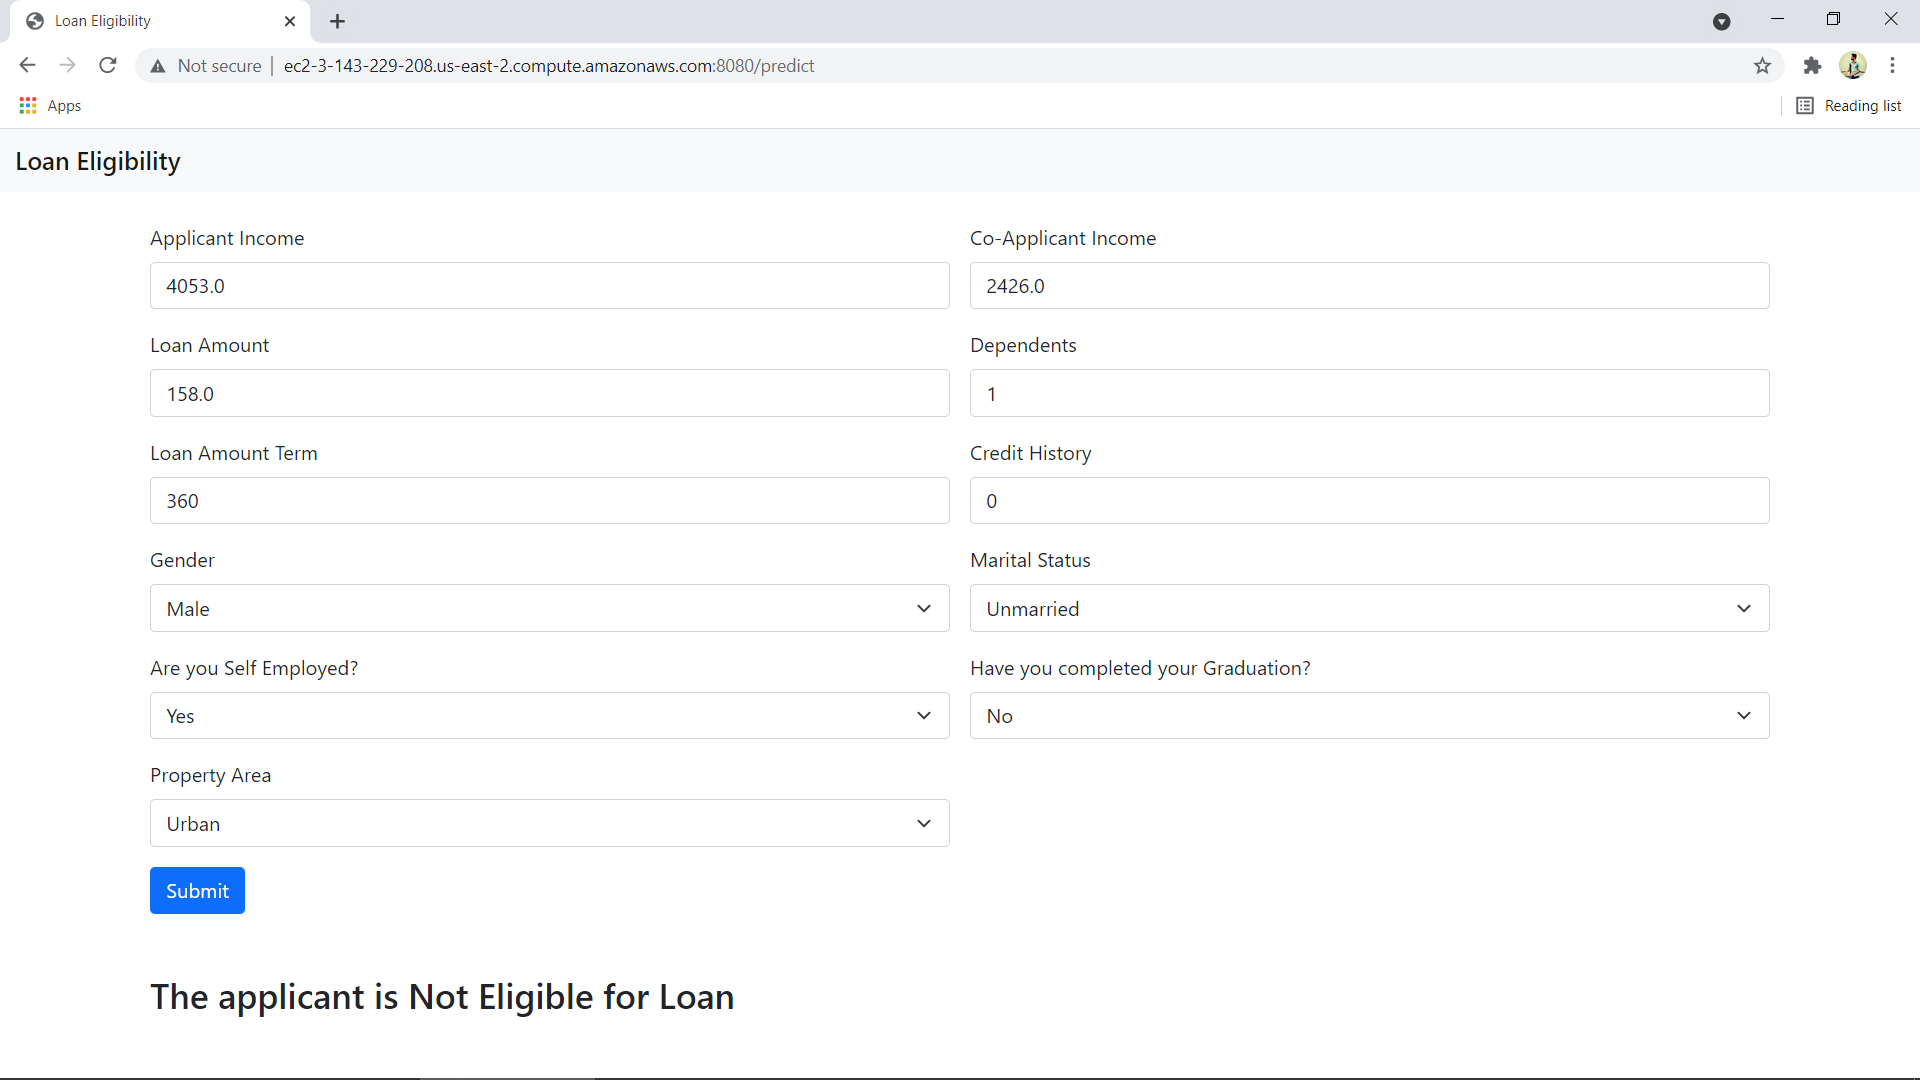 Loan Eligibility
Not secure | ec2-3-143-229-208.us-east-2.compute.amazonaws.com:8080/predict
Apps
Reading list
Loan Eligibility
Applicant Income
Co-Applicant Income
4053.0
2426.0
Loan Amount
Dependents
158.0
1
Loan Amount Term
Credit History
360
0
Gender
Marital Status
Male
Unmarried
Are you Self Employed?
Have you completed your Graduation?
Yes
No
Property Area
Urban
Submit
The applicant is Not Eligible for Loan